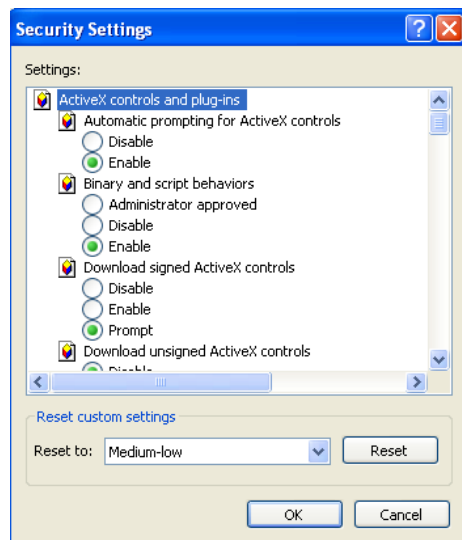 Security Settings
Settings:
ActiveX controls and plug-ins
Automatic prompting for ActiveX controls
Disable
Enable
Binary and script behaviors
Administrator approved
Disable
Enable
Download signed ActiveX controls
Disable
Enable
Prompt
Download unsigned ActiveX controls
Disable
Reset custom settings
Reset to: Medium-low Reset
OK Cancel